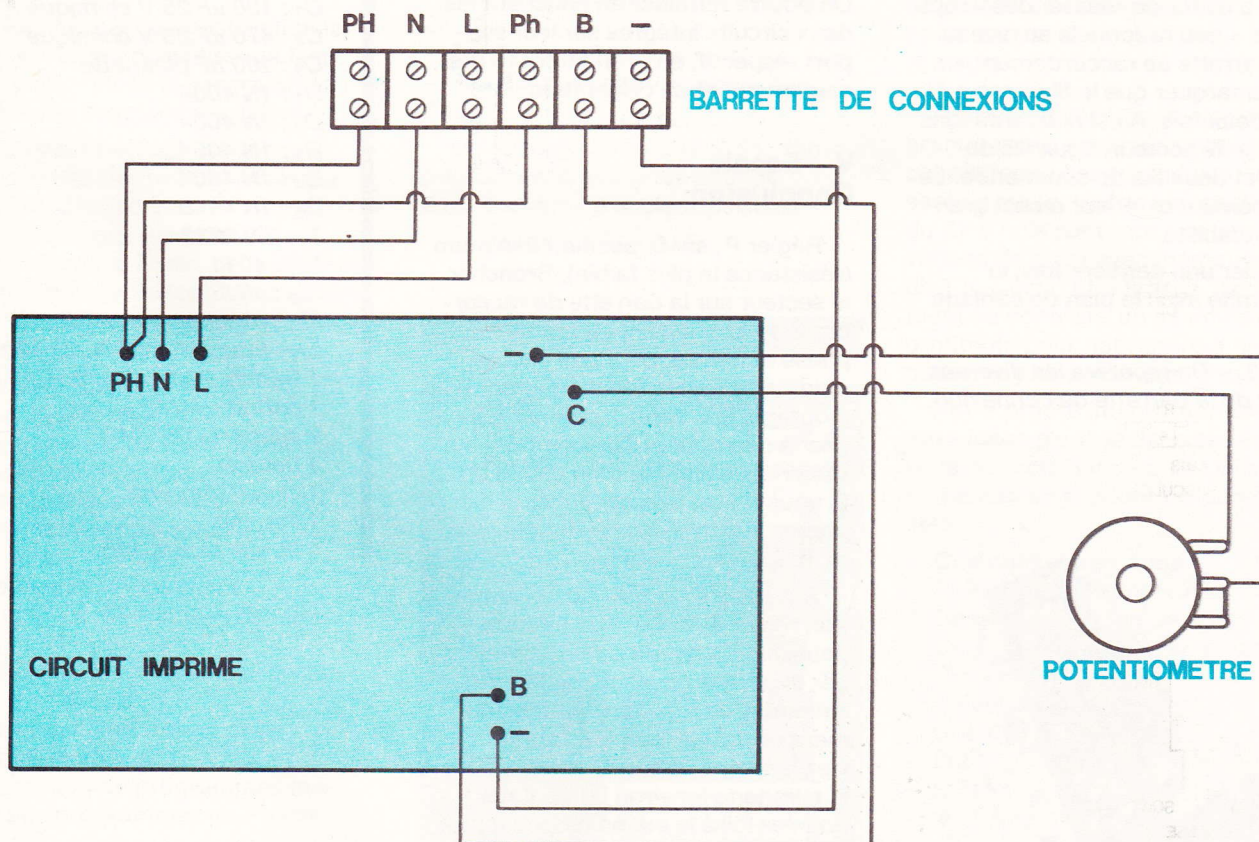 PH N L Ph B –
BARRETTE DE CONNEXIONS
PH N L
–
C
POTENTIOMETRE
CIRCUIT IMPRIME
B
–